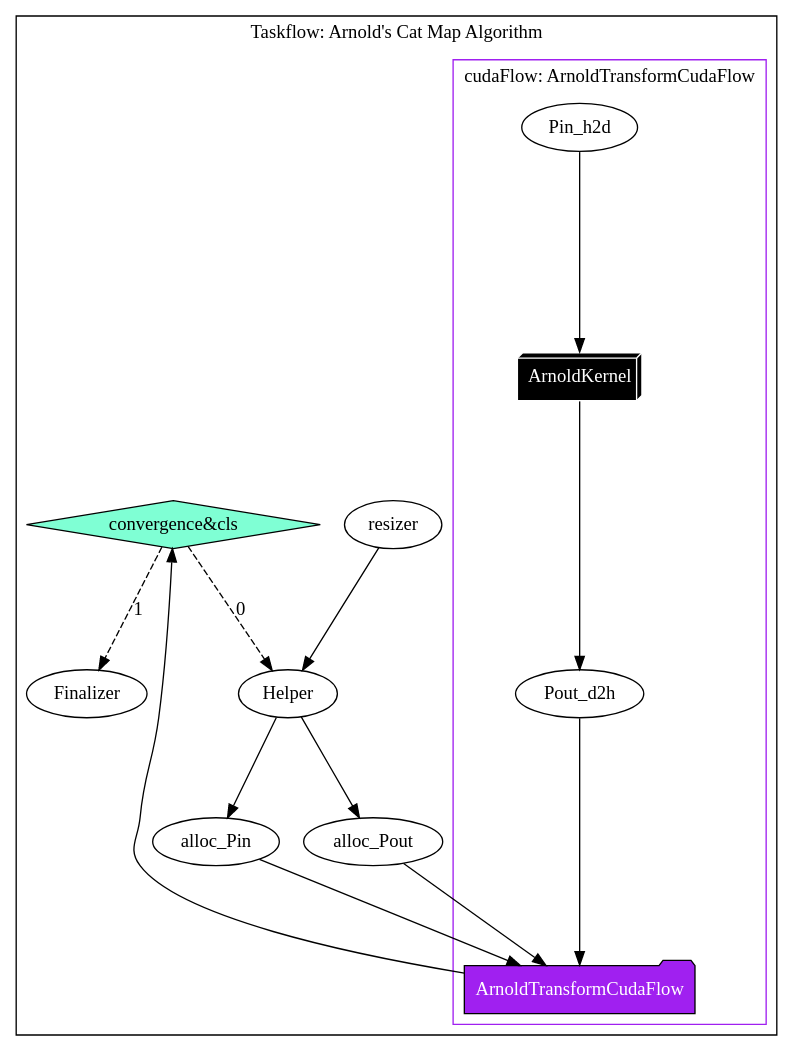 Taskflow: Arnold's Cat Map Algorithm
cudaFlow: ArnoldTransformCudaFlow
Pin_h2d
ArnoldKernel
convergence&cls
resizer
1
0
Finalizer
Helper
Pout_d2h
alloc_Pin
alloc_Pout
ArnoldTransformCudaFlow